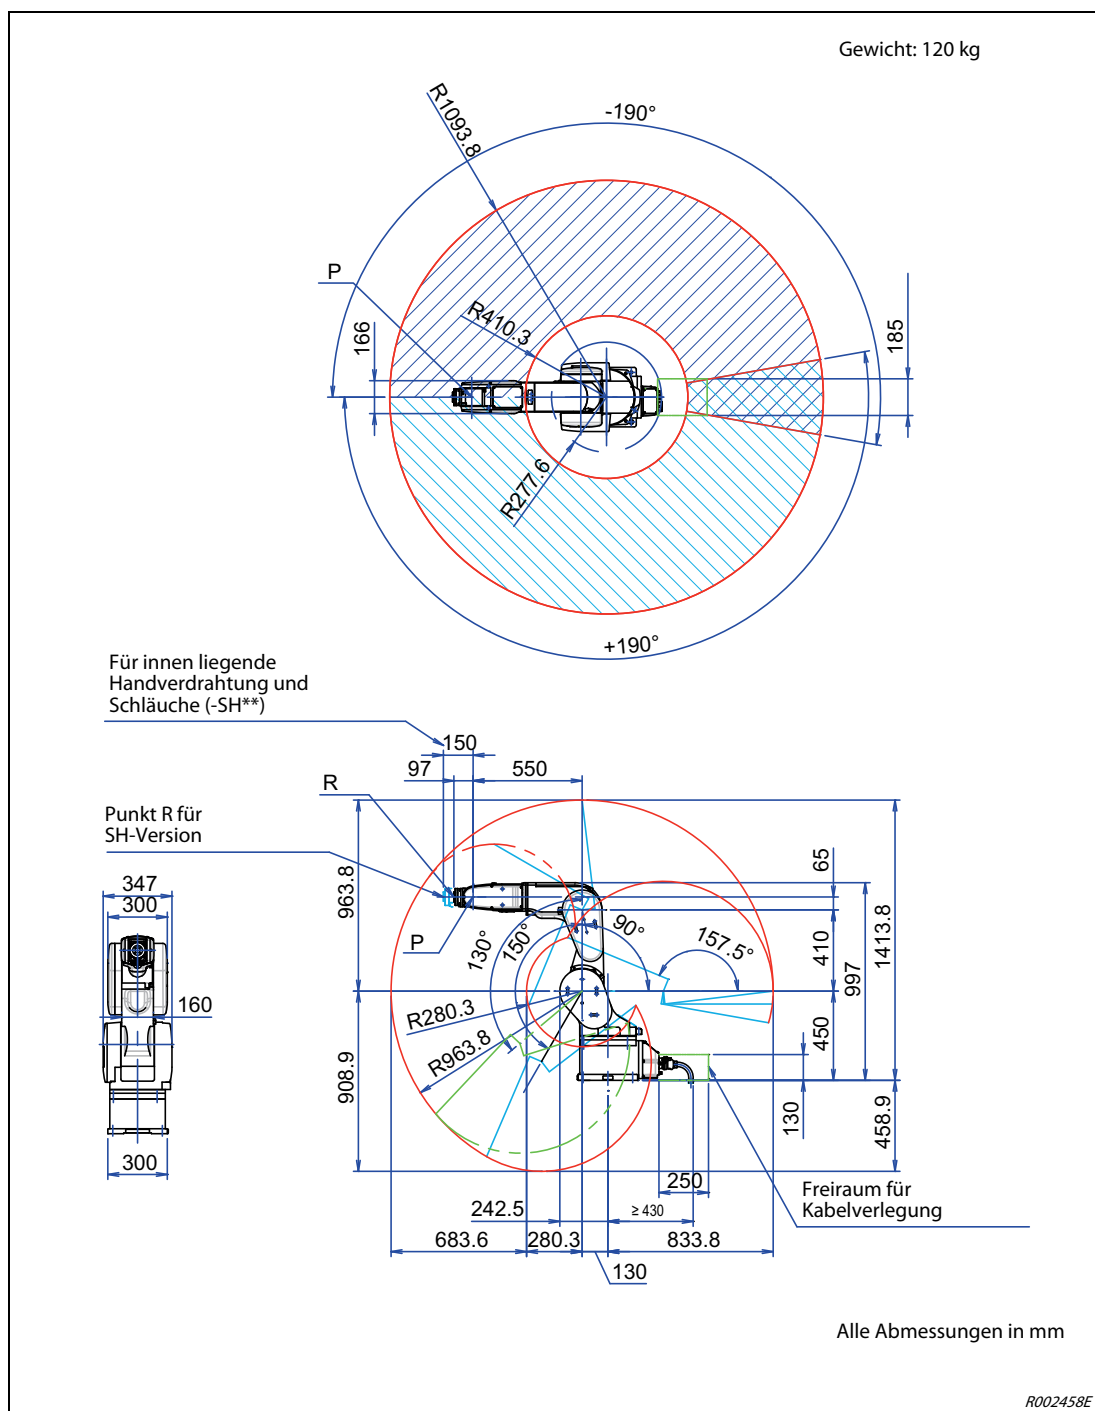 Gewicht: 120 kg
-190°
R1093.8
P
R410.3
166
185
R277.6
+190°
Für innen liegende
Handverdrahtung und
Schläuche (-SH**)
150
97
550
R
Punkt R für
SH-Version
65
347
300
963.8
P
130°
150°
90°
157.5°
410
997
1413.8
160
R280.3
R963.8
450
908.9
130
458.9
300
250
Freiraum für
Kabelverlegung
242.5
≥ 430
683.6
280.3
833.8
130
Alle Abmessungen in mm
R002458E